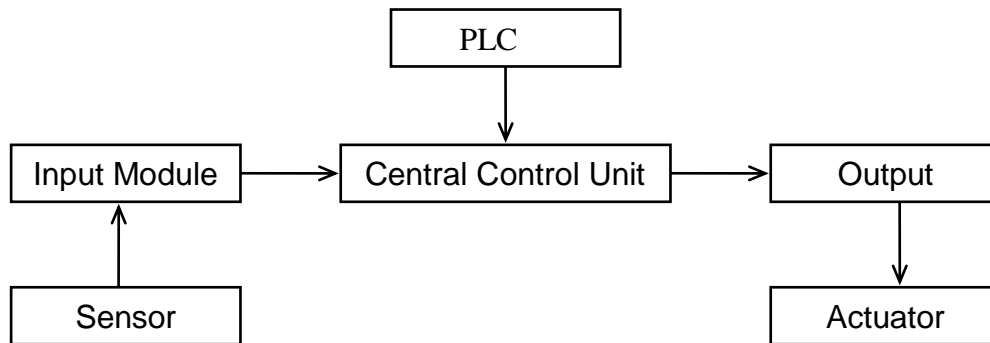 PLC
Input Module
Central Control Unit
Output
Sensor
Actuator